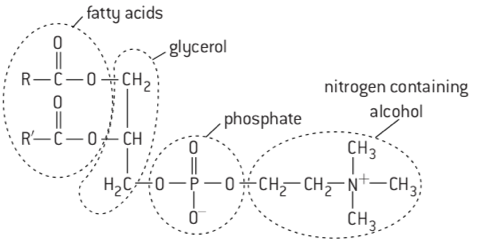 fatty acids
glycerol
O
R—C—O—CH₂
O
R′—C—O—CH
nitrogen containing
alcohol
phosphate
O
CH₃
H₂C—O—P—O—CH₂—CH₂—N⁺—CH₃
O⁻
CH₃